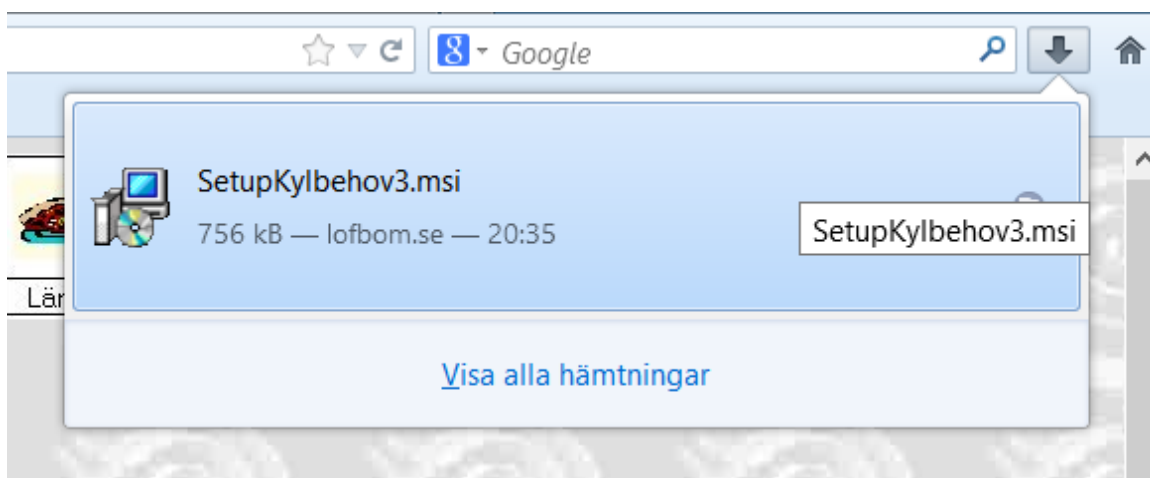 Google
SetupKylbehov3.msi
756 kB — lofbom.se — 20:35
SetupKylbehov3.msi
Lär
Visa alla hämtningar